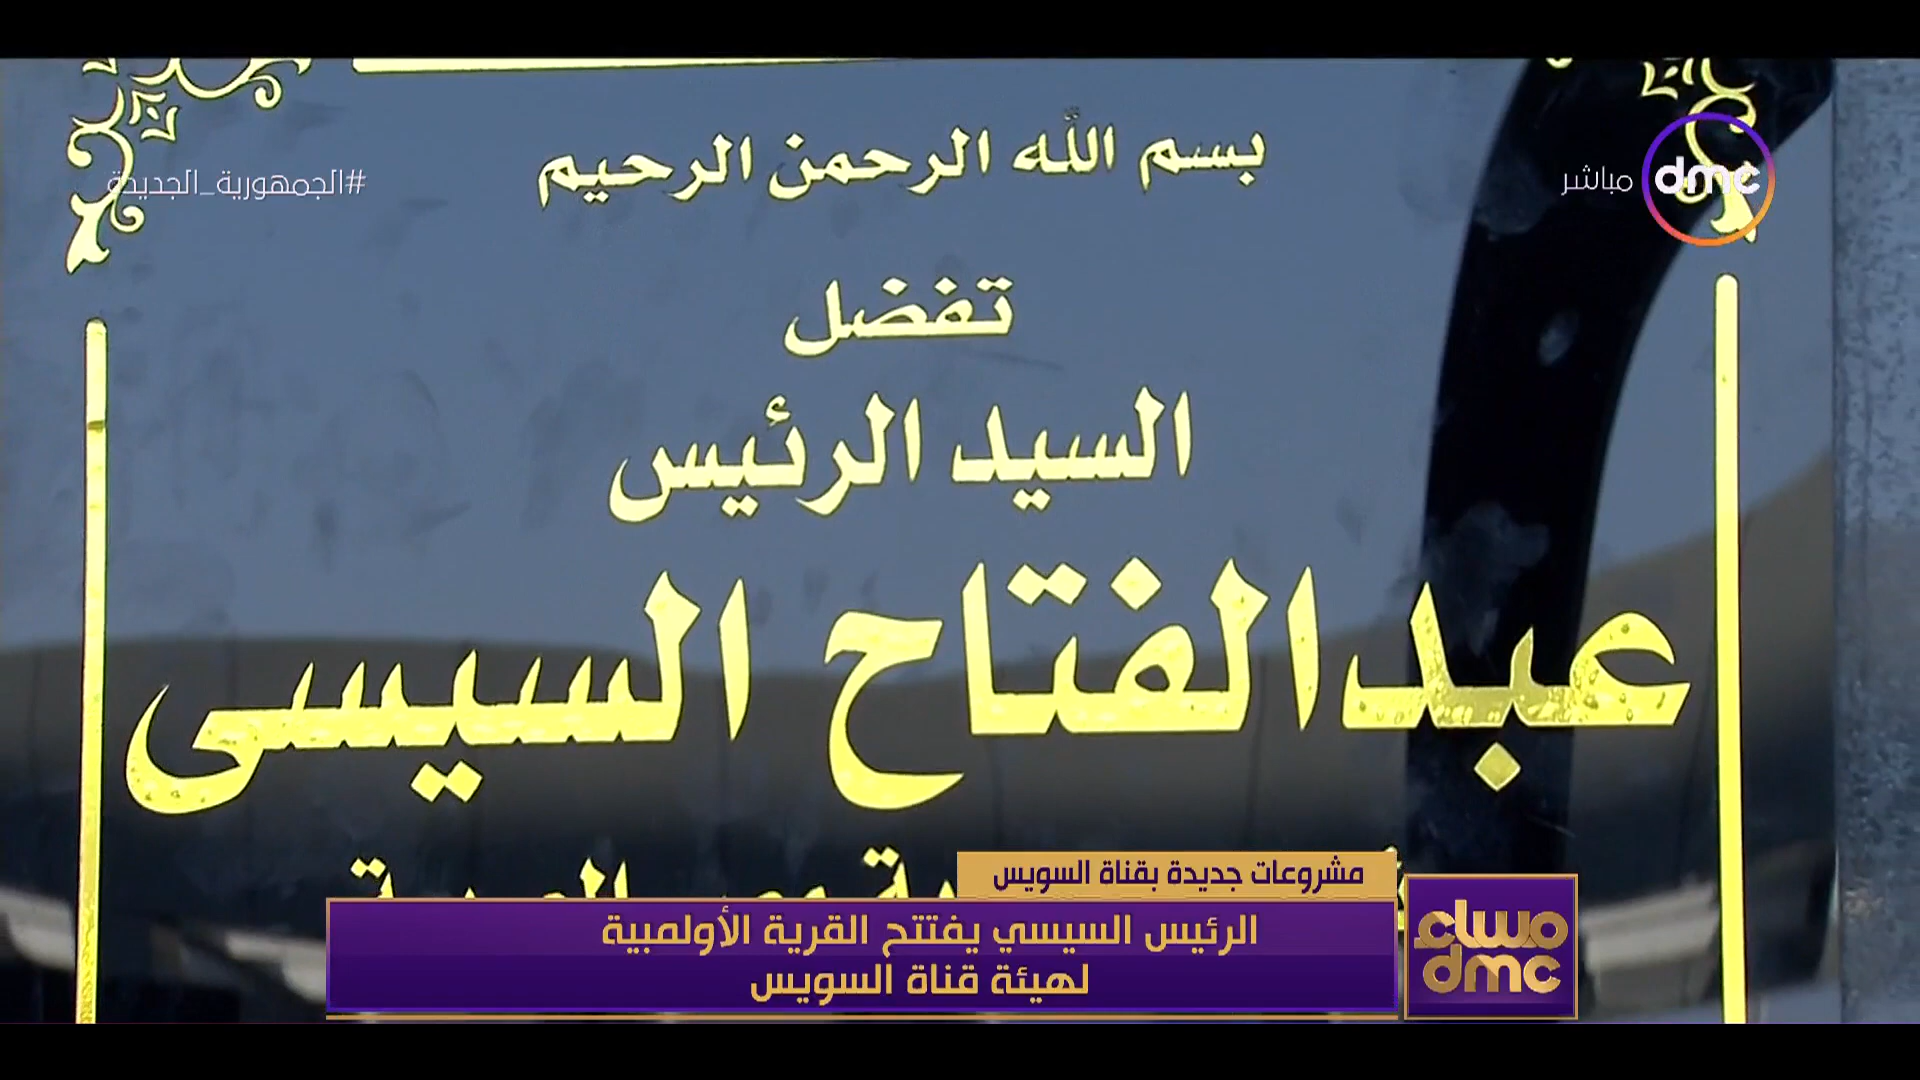 #الجمهورية_الجديدة
مباشر dmc
بسم الله الرحمن الرحيم
تفضل
السيد الرئيس
عبدالفتاح السيسى
مشروعات جديدة بقناة السويس
الرئيس السيسي يفتتح القرية الأولمبية
لهيئة قناة السويس
مساء
dmc